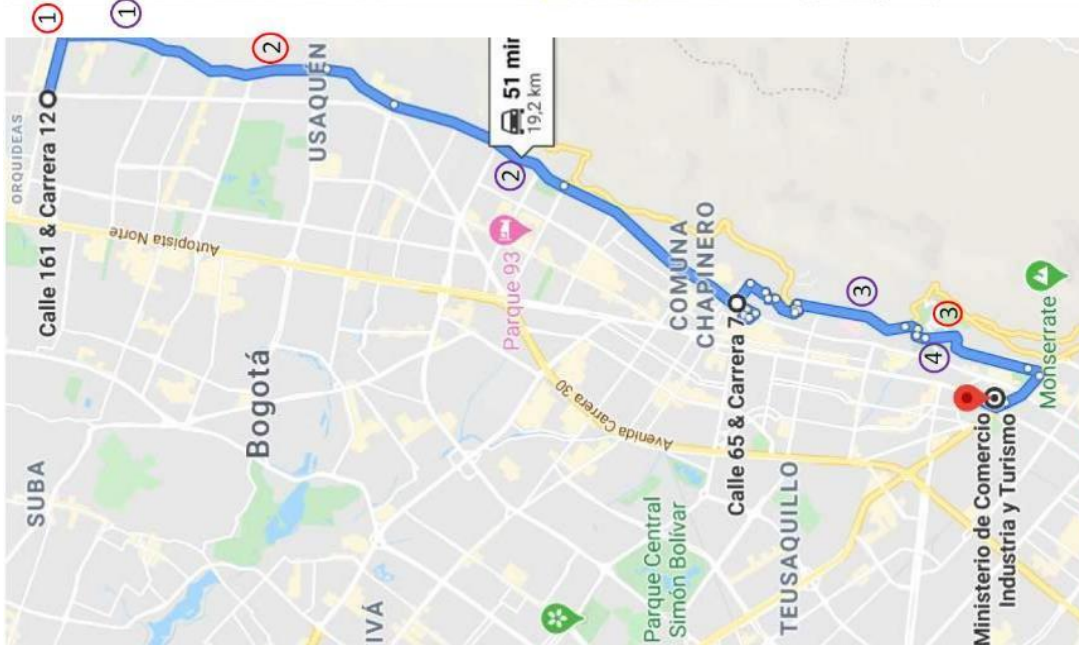 ①
①
ORQUIDEAS
Calle 161 & Carrera 12
②
SUBA
Autopista Norte
USAQUÉN
Bogotá
51 min
19,2 km
②
Parque 93
IVÁ
COMUNA
CHAPINERO
Avenida Carrera 30
Calle 65 & Carrera 7
Parque Central
Simón Bolívar
TEUSAQUILLO
③
③
④
Monserrate
Ministerio de Comercio
Industria y Turismo